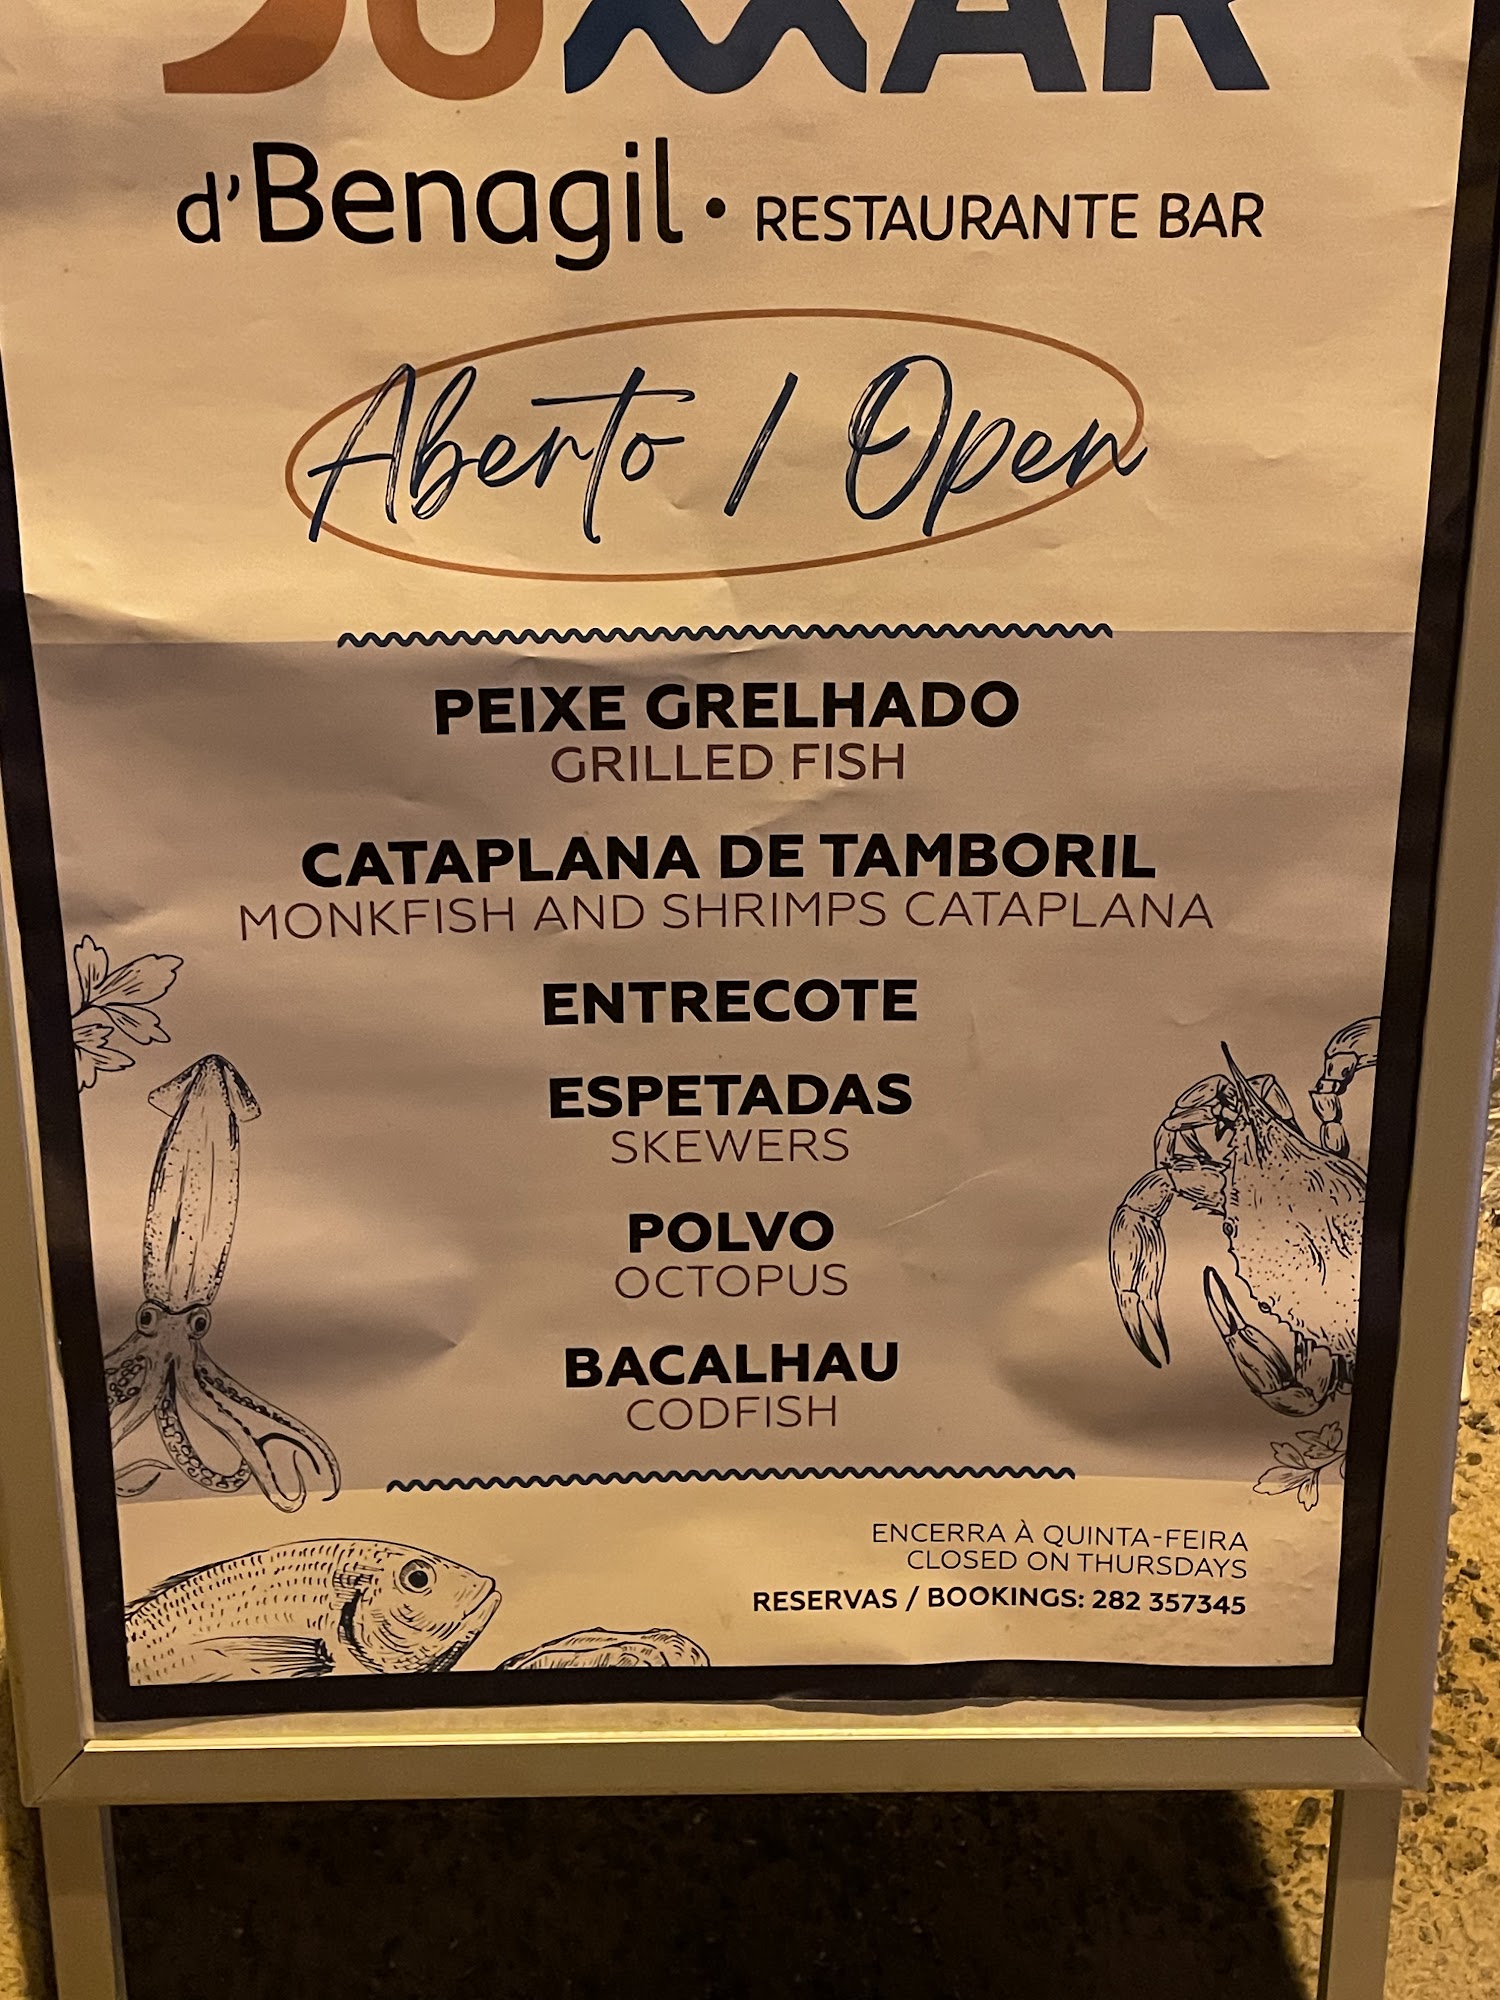 d'Benagil • RESTAURANTE BAR
Aberto / Open
PEIXE GRELHADO
GRILLED FISH
CATAPLANA DE TAMBORIL
MONKFISH AND SHRIMPS CATAPLANA
ENTRECOTE
ESPETADAS
SKEWERS
POLVO
OCTOPUS
BACALHAU
CODFISH
ENCERRA À QUINTA-FEIRA
CLOSED ON THURSDAYS
RESERVAS / BOOKINGS: 282 357345